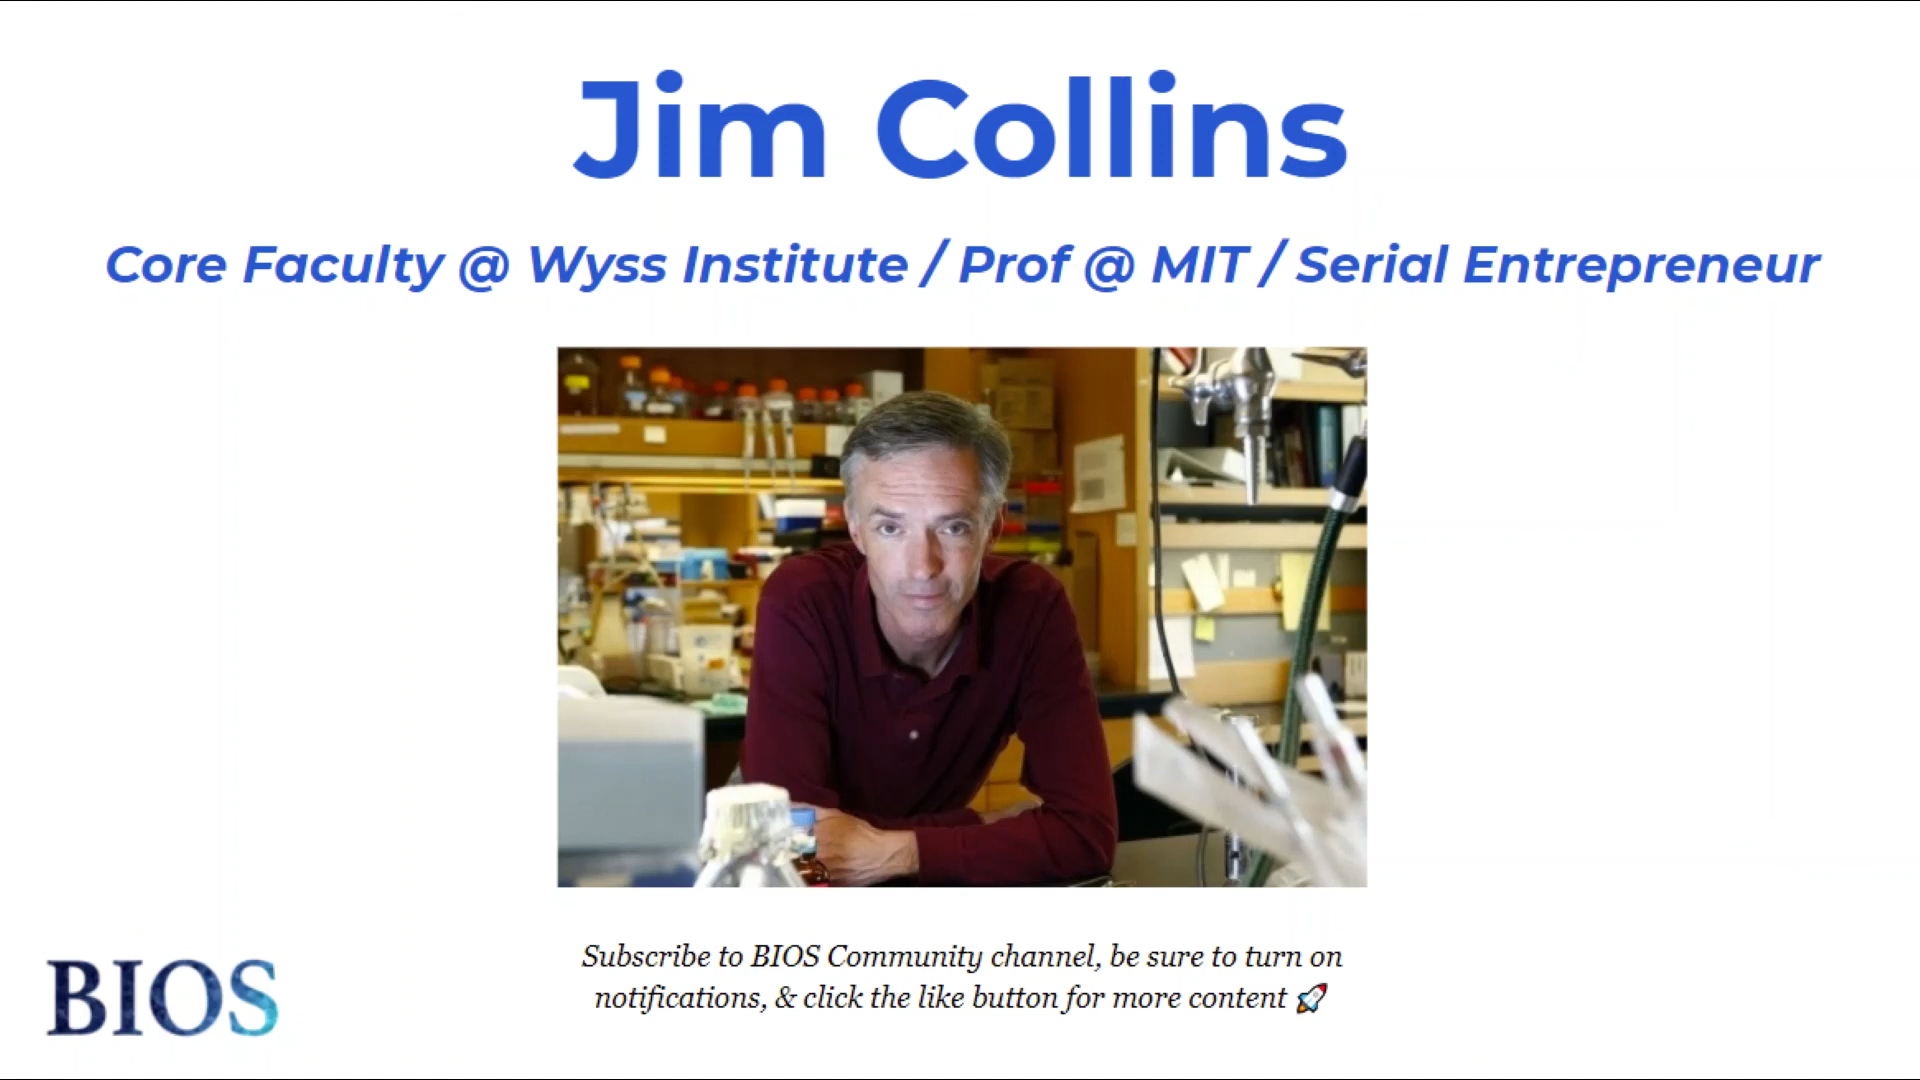 Jim Collins
Core Faculty @ Wyss Institute / Prof @ MIT / Serial Entrepreneur
Subscribe to BIOS Community channel, be sure to turn on
notifications, & click the like button for more content 🚀
BIOS